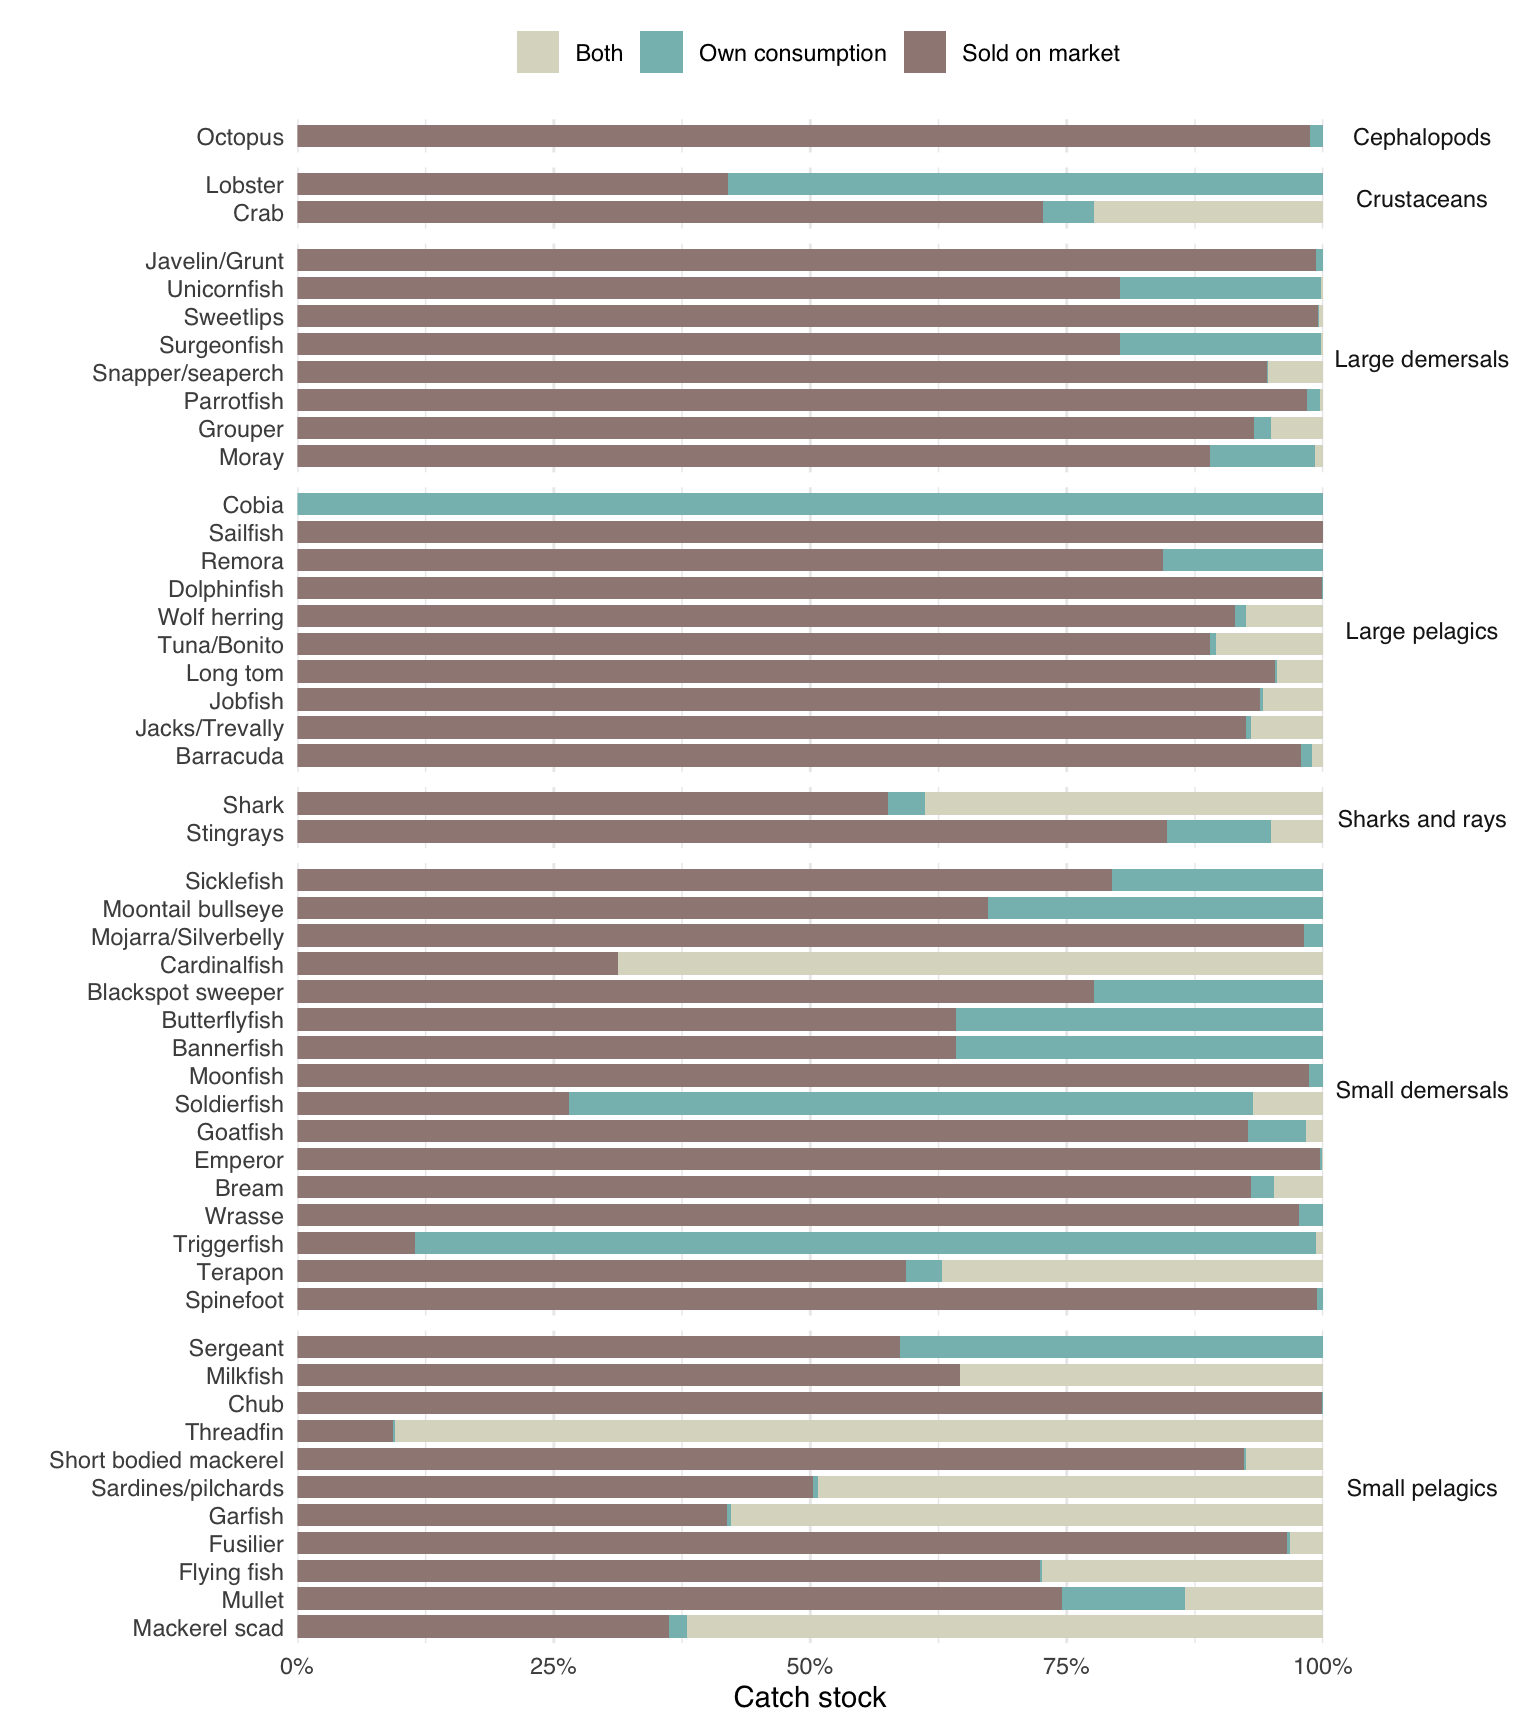 Both Own consumption Sold on market
Octopus
Cephalopods
Lobster
Crab
Crustaceans
Javelin/Grunt
Unicornfish
Sweetlips
Surgeonfish
Snapper/seaperch
Parrotfish
Grouper
Moray
Large demersals
Cobia
Sailfish
Remora
Dolphinfish
Wolf herring
Tuna/Bonito
Long tom
Jobfish
Jacks/Trevally
Barracuda
Large pelagics
Shark
Stingrays
Sharks and rays
Sicklefish
Moontail bullseye
Mojarra/Silverbelly
Cardinalfish
Blackspot sweeper
Butterflyfish
Bannerfish
Moonfish
Soldierfish
Goatfish
Emperor
Bream
Wrasse
Triggerfish
Terapon
Spinefoot
Small demersals
Sergeant
Milkfish
Chub
Threadfin
Short bodied mackerel
Sardines/pilchards
Garfish
Fusilier
Flying fish
Mullet
Mackerel scad
Small pelagics
0% 25% 50% 75% 100%
Catch stock